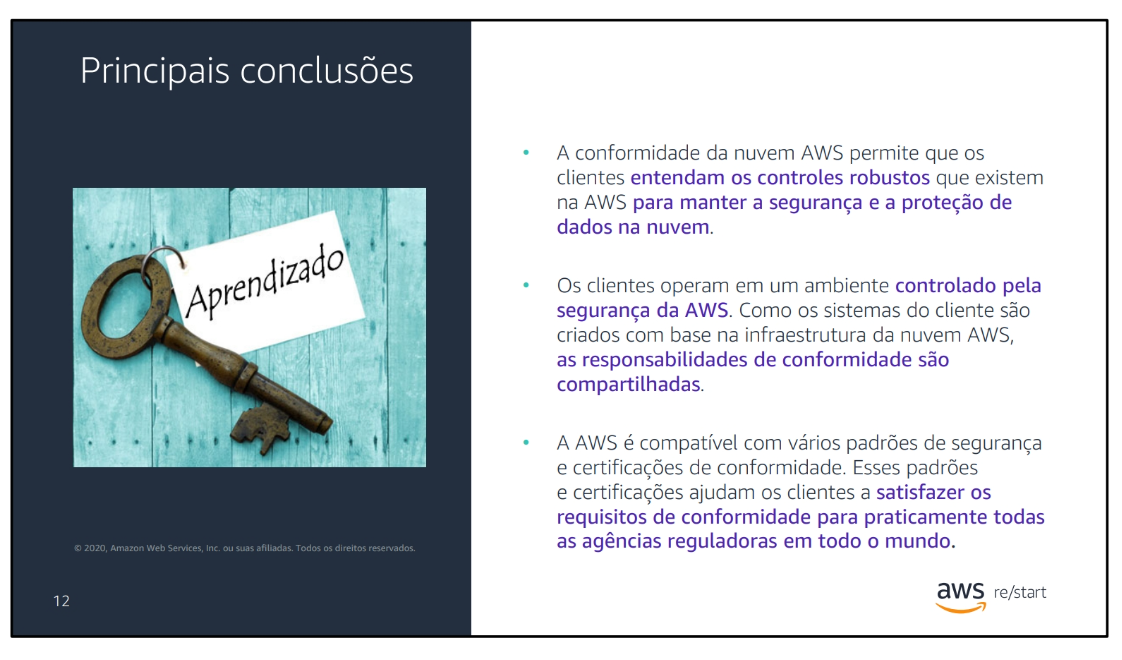 Principais conclusões
Aprendizado
© 2020, Amazon Web Services, Inc. ou suas afiliadas. Todos os direitos reservados.
12
• A conformidade da nuvem AWS permite que os
clientes entendam os controles robustos que existem
na AWS para manter a segurança e a proteção de
dados na nuvem.
• Os clientes operam em um ambiente controlado pela
segurança da AWS. Como os sistemas do cliente são
criados com base na infraestrutura da nuvem AWS,
as responsabilidades de conformidade são
compartilhadas.
• A AWS é compatível com vários padrões de segurança
e certificações de conformidade. Esses padrões
e certificações ajudam os clientes a satisfazer os
requisitos de conformidade para praticamente todas
as agências reguladoras em todo o mundo.
aws re/start